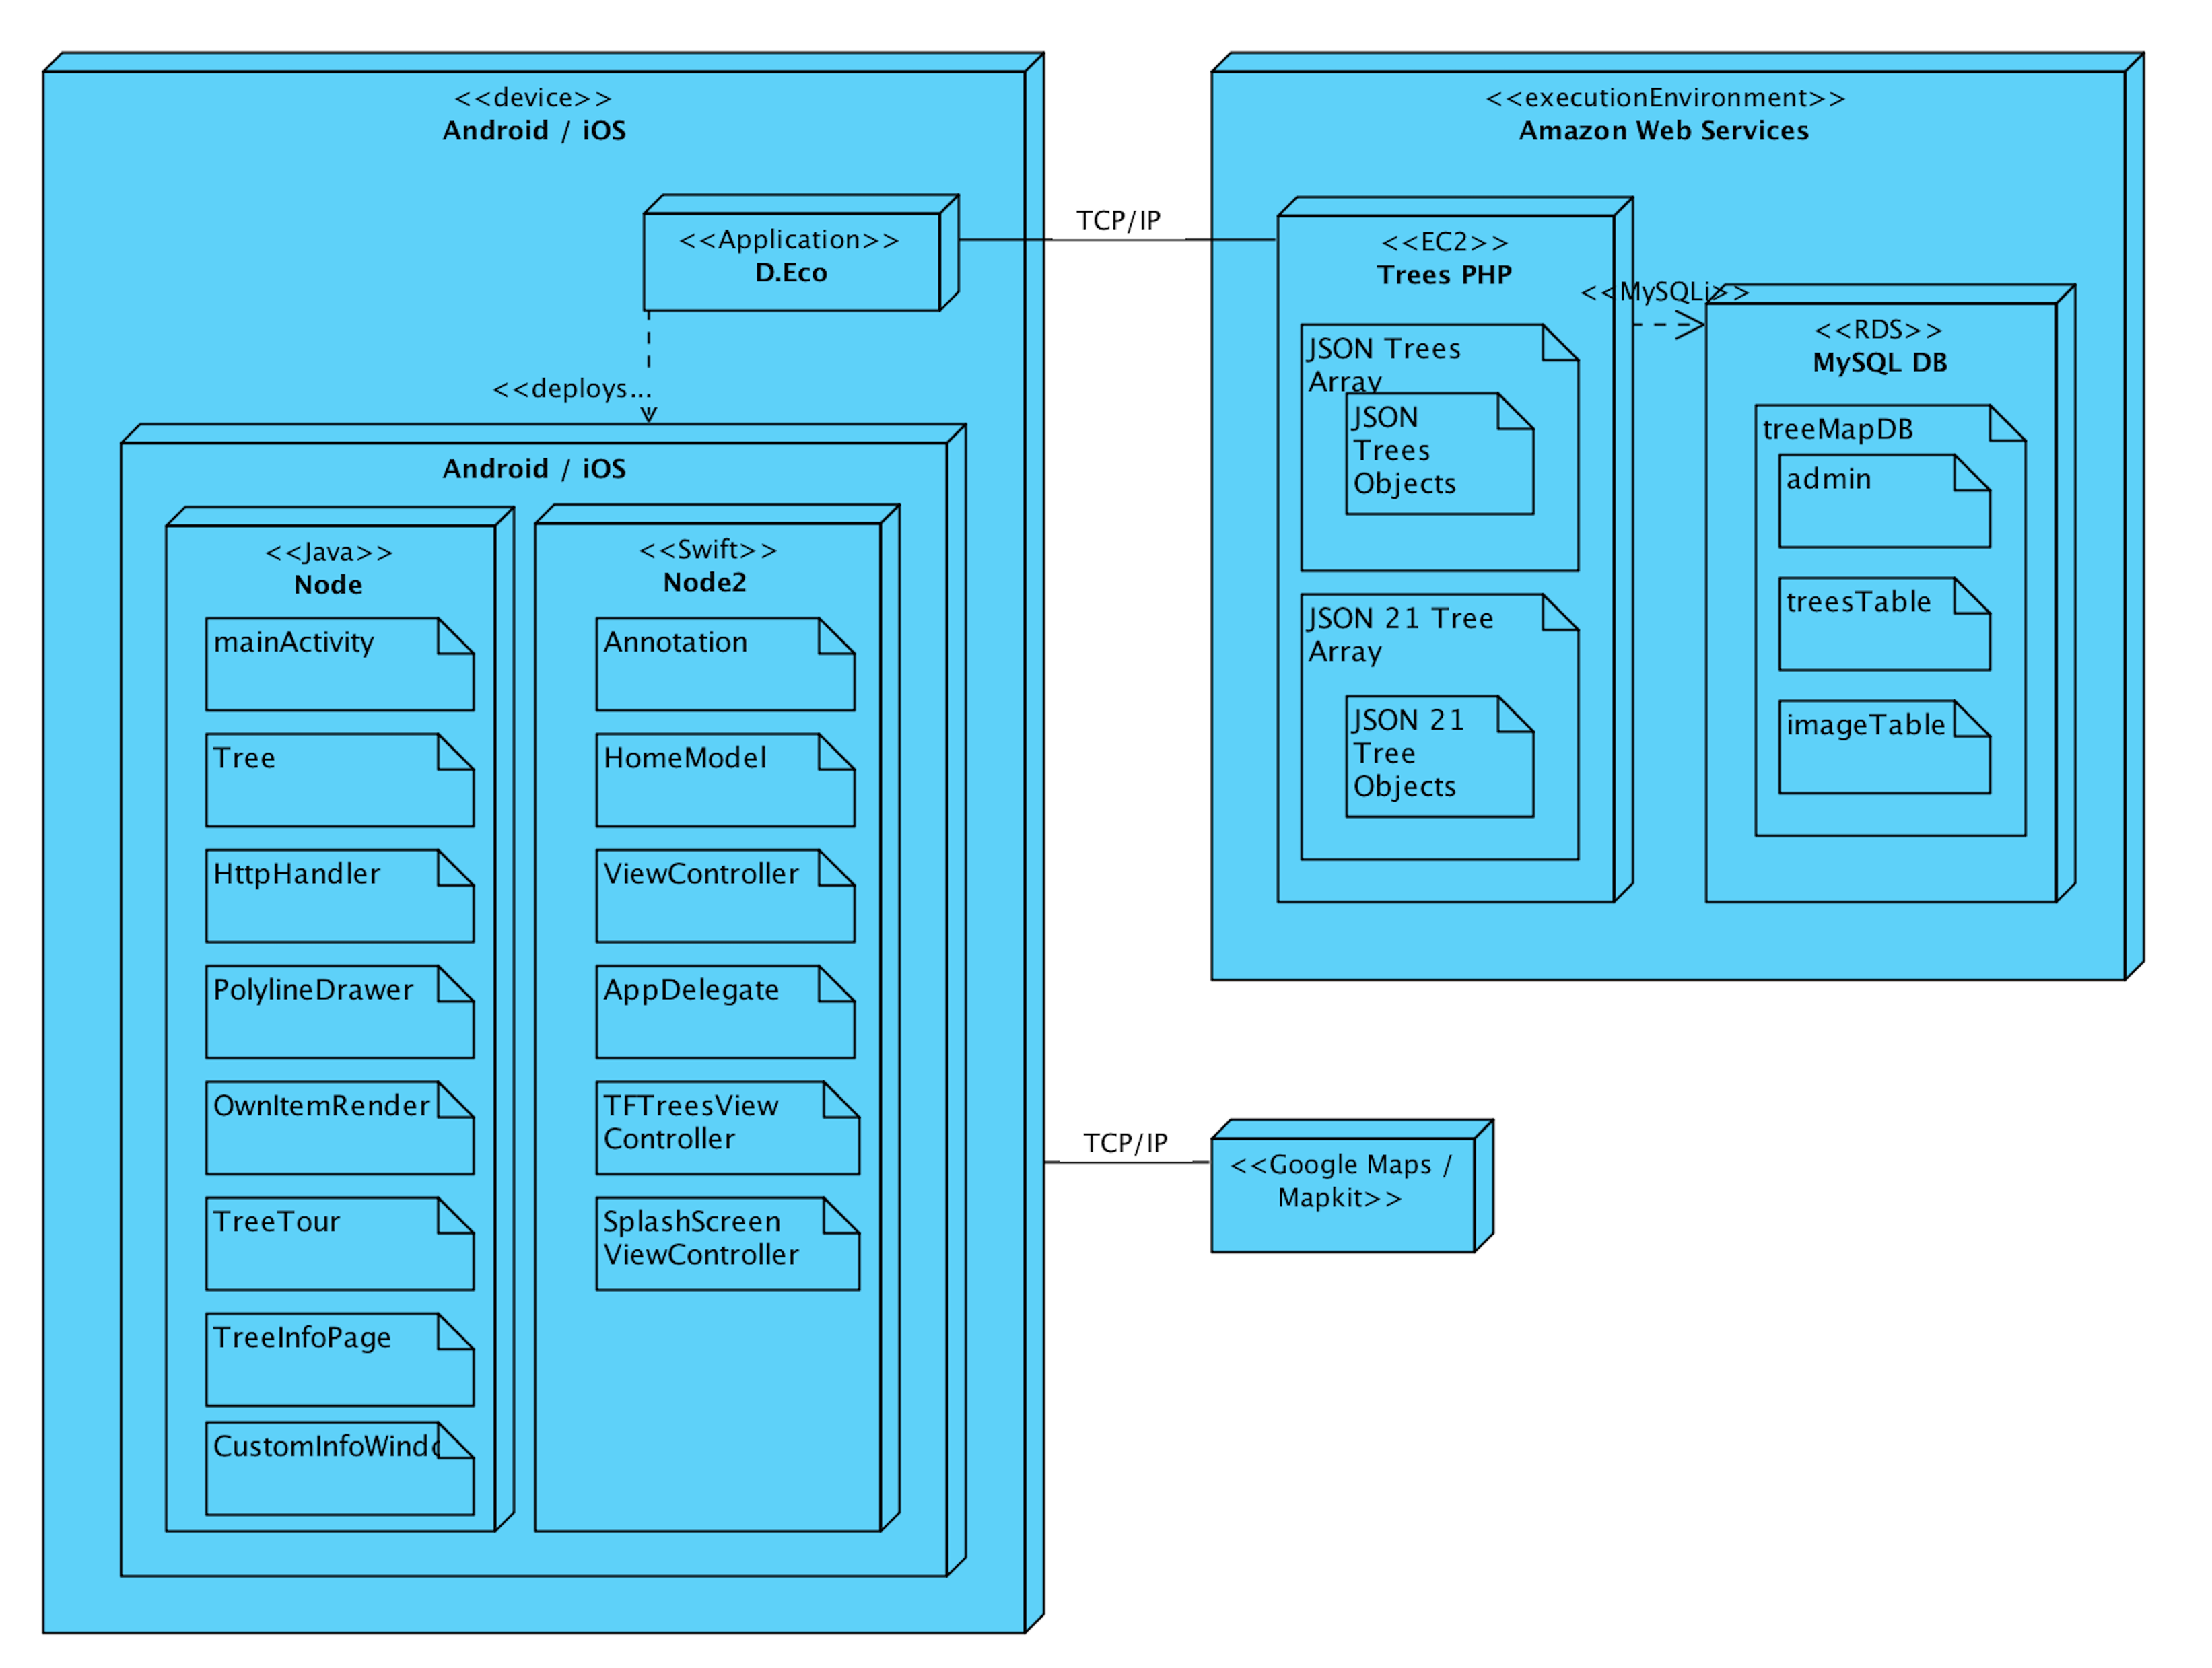 <<device>>
Android / iOS
<<Application>>
D.Eco
<<deploys...
Android / iOS
<<Java>>
Node
mainActivity
Tree
HttpHandler
PolylineDrawer
OwnItemRender
TreeTour
TreeInfoPage
CustomInfoWindo
<<Swift>>
Node2
Annotation
HomeModel
ViewController
AppDelegate
TFTreesView
Controller
SplashScreen
ViewController
TCP/IP
TCP/IP
<<executionEnvironment>>
Amazon Web Services
<<EC2>>
Trees PHP
JSON Trees
Array
JSON
Trees
Objects
JSON 21 Tree
Array
JSON 21
Tree
Objects
<<MySQLi>>
<<RDS>>
MySQL DB
treeMapDB
admin
treesTable
imageTable
<<Google Maps /
Mapkit>>